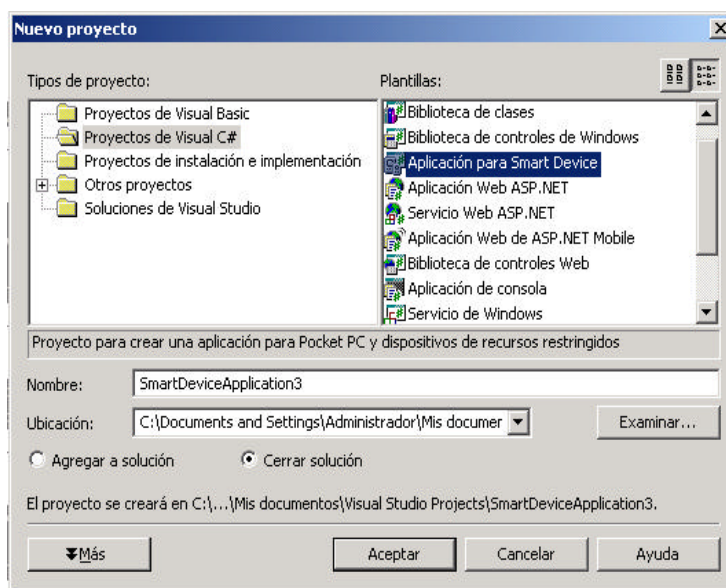 Nuevo proyecto
Tipos de proyecto:
Plantillas:
Proyectos de Visual Basic
Proyectos de Visual C#
Proyectos de instalación e implementación
Otros proyectos
Soluciones de Visual Studio
Biblioteca de clases
Biblioteca de controles de Windows
Aplicación para Smart Device
Aplicación Web ASP.NET
Servicio Web ASP.NET
Aplicación Web de ASP.NET Mobile
Biblioteca de controles Web
Aplicación de consola
Servicio de Windows
Proyecto para crear una aplicación para Pocket PC y dispositivos de recursos restringidos
Nombre:
SmartDeviceApplication3
Ubicación:
C:\Documents and Settings\Administrador\Mis documer
Examinar...
Agregar a solución
Cerrar solución
El proyecto se creará en C:\...\Mis documentos\Visual Studio Projects\SmartDeviceApplication3.
Más
Aceptar
Cancelar
Ayuda